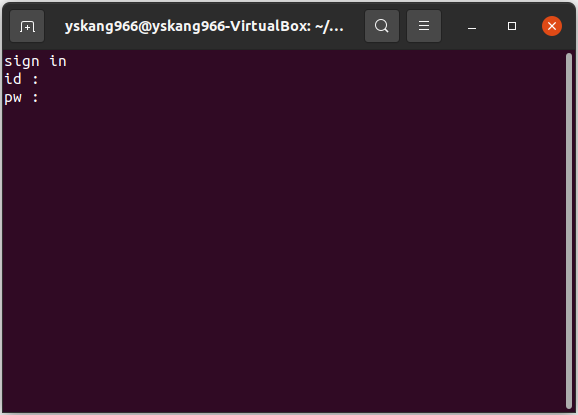 yskang966@yskang966-VirtualBox: ~/...
sign in
id :
pw :